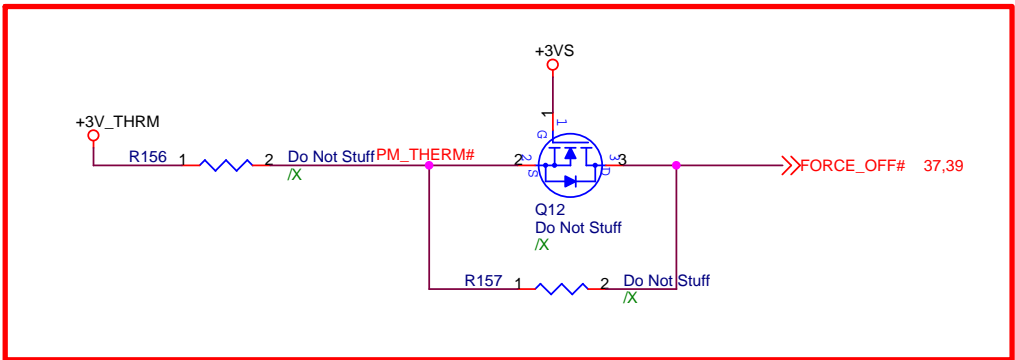 +3VS
+3V_THRM
1
1
G
R156 1 2 Do Not Stuff PM_THERM# 2 2 3 3 FORCE_OFF# 37,39
/X
S D
Q12
Do Not Stuff
/X
R157 1 2 Do Not Stuff
/X